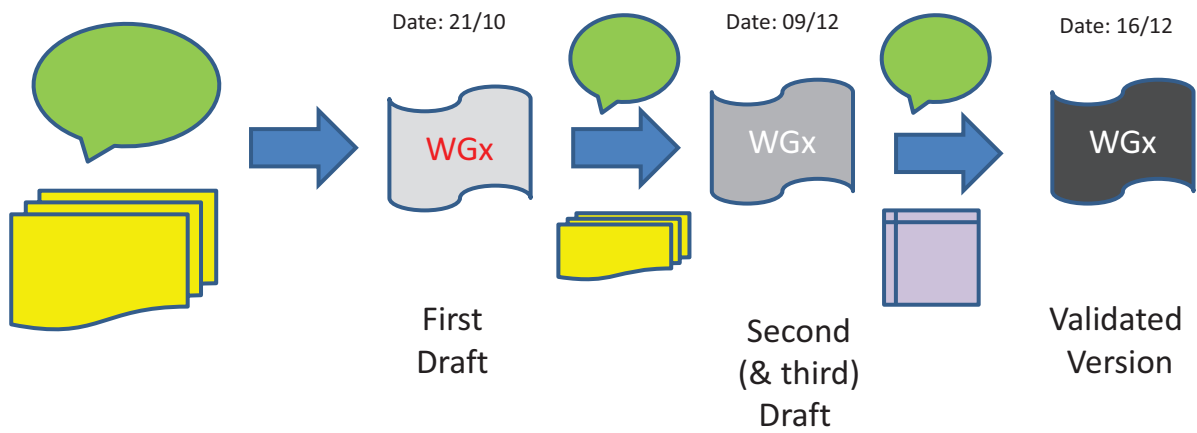 Date: 21/10
Date: 09/12
Date: 16/12
WGx
WGx
WGx
First
Draft
Second
(& third)
Draft
Validated
Version